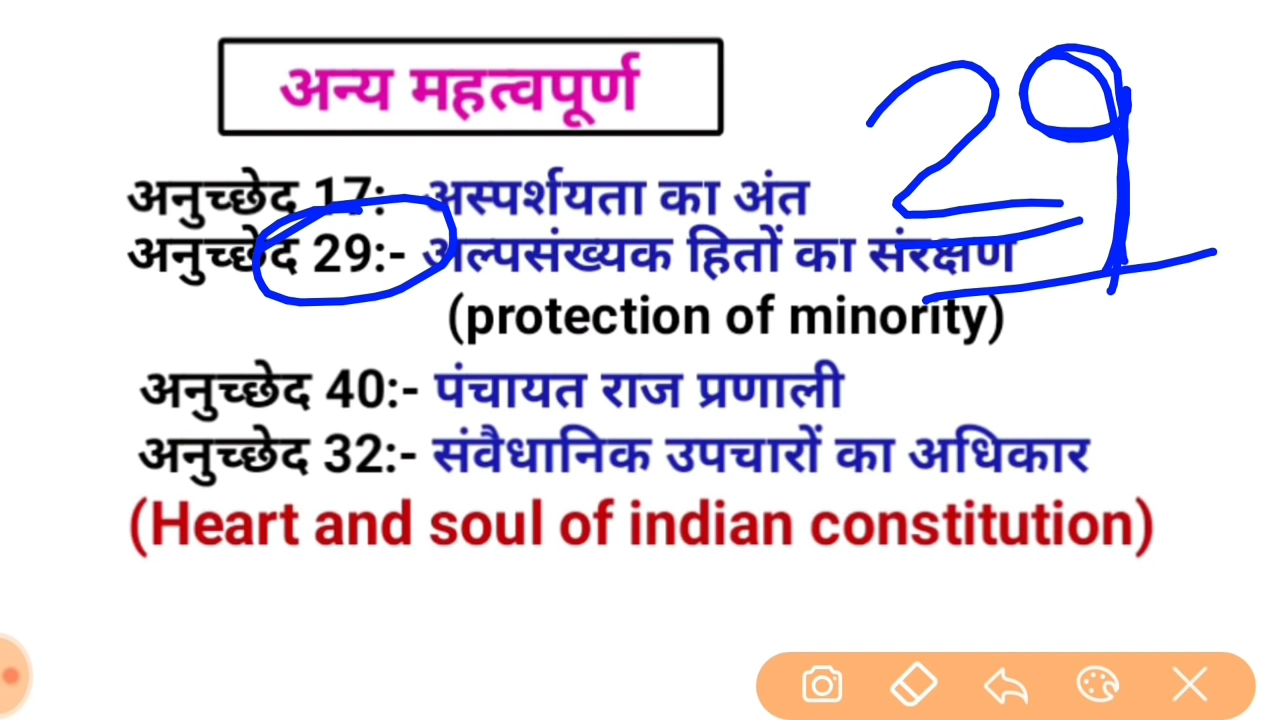 अन्य महत्वपूर्ण
29
अनुच्छेद 17:- अस्पर्शयता का अंत
अनुच्छेद 29:- अल्पसंख्यक हितों का संरक्षण
(protection of minority)
अनुच्छेद 40:- पंचायत राज प्रणाली
अनुच्छेद 32:- संवैधानिक उपचारों का अधिकार
(Heart and soul of indian constitution)